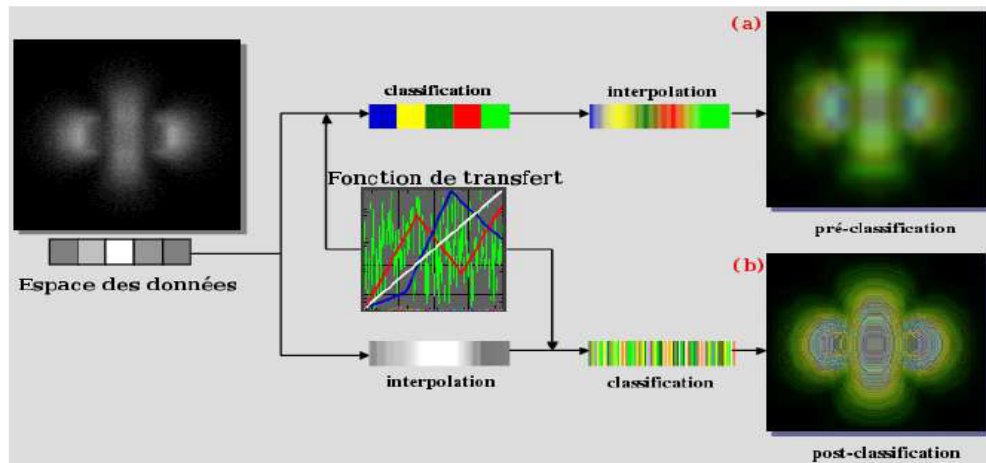 (a)
classification
interpolation
Fonction de transfert
pré-classification
Espace des données
(b)
interpolation
classification
post-classification